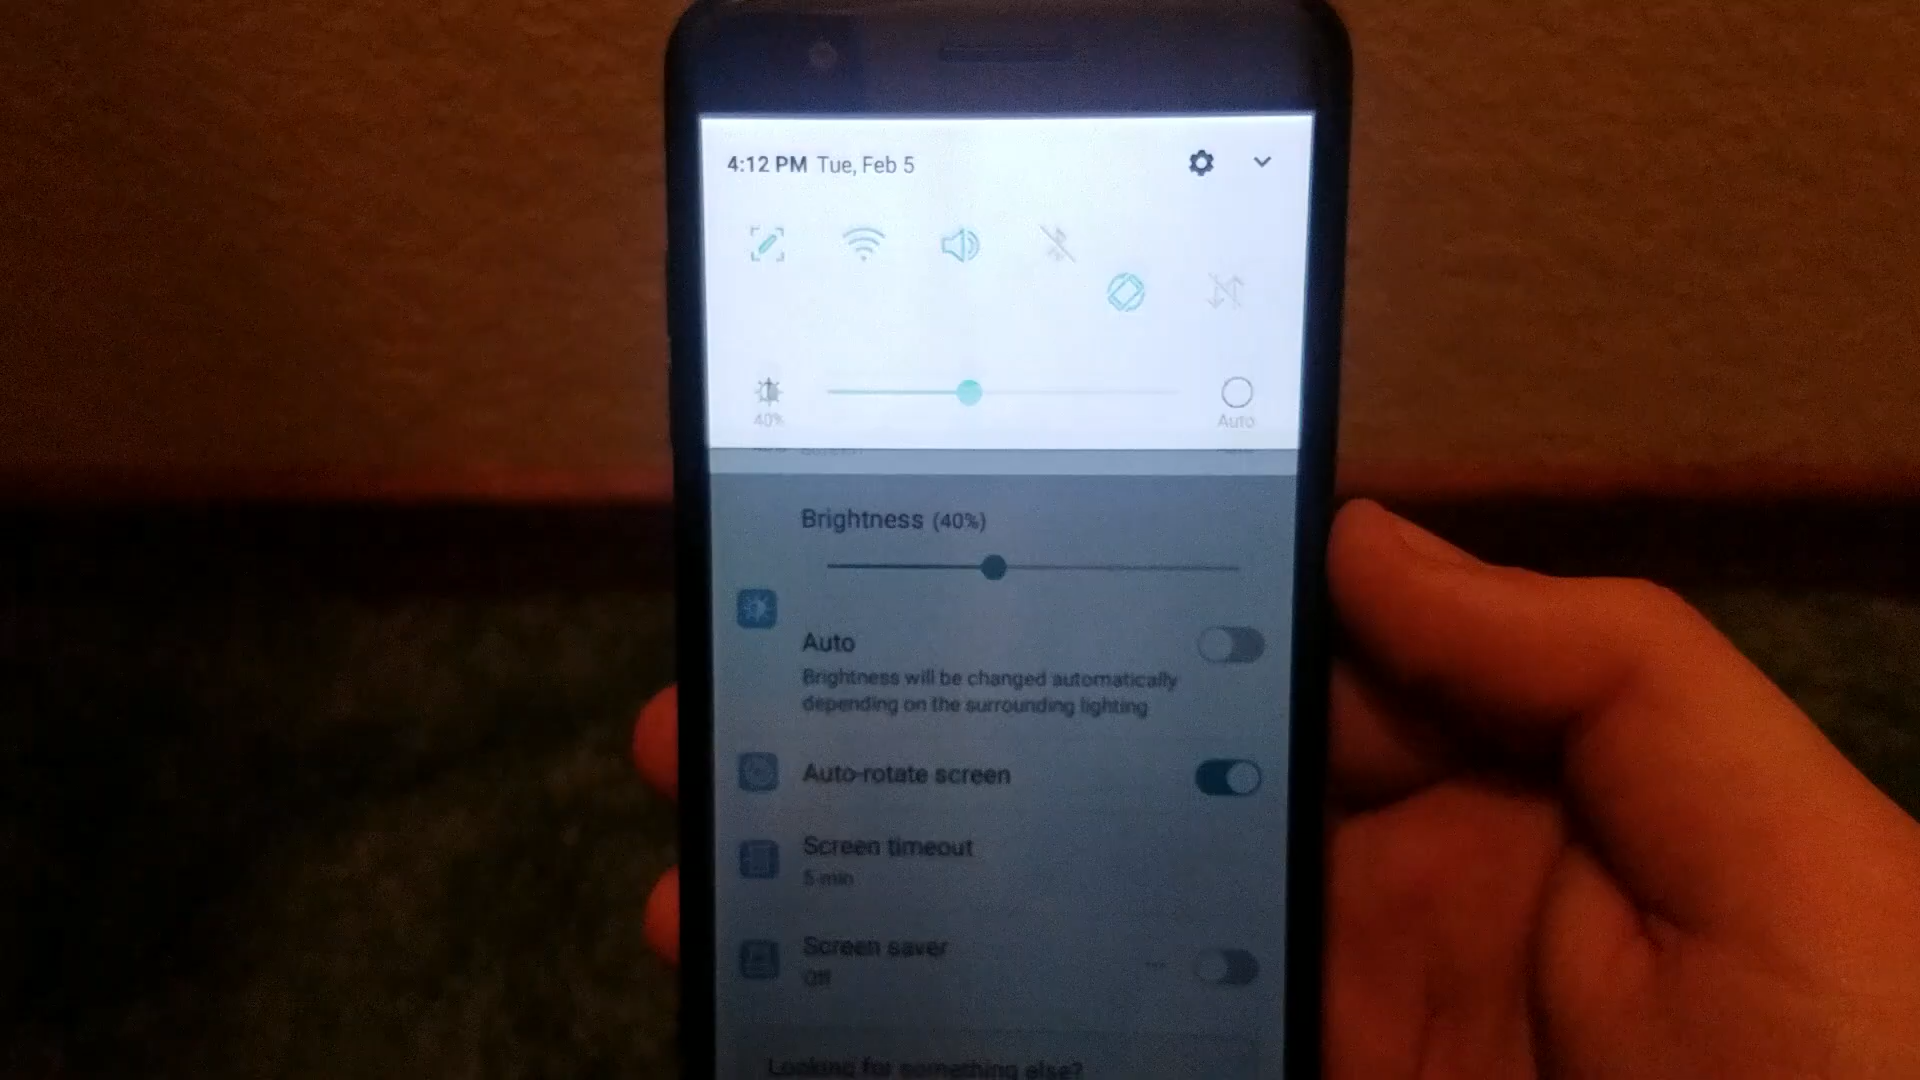 4:12 PM Tue, Feb 5
40%
Auto
Brightness (40%)
Auto
Brightness will be changed automatically
depending on the surrounding lighting
Auto-rotate screen
Screen timeout
5 min
Screen saver
Off
Looking for something else?